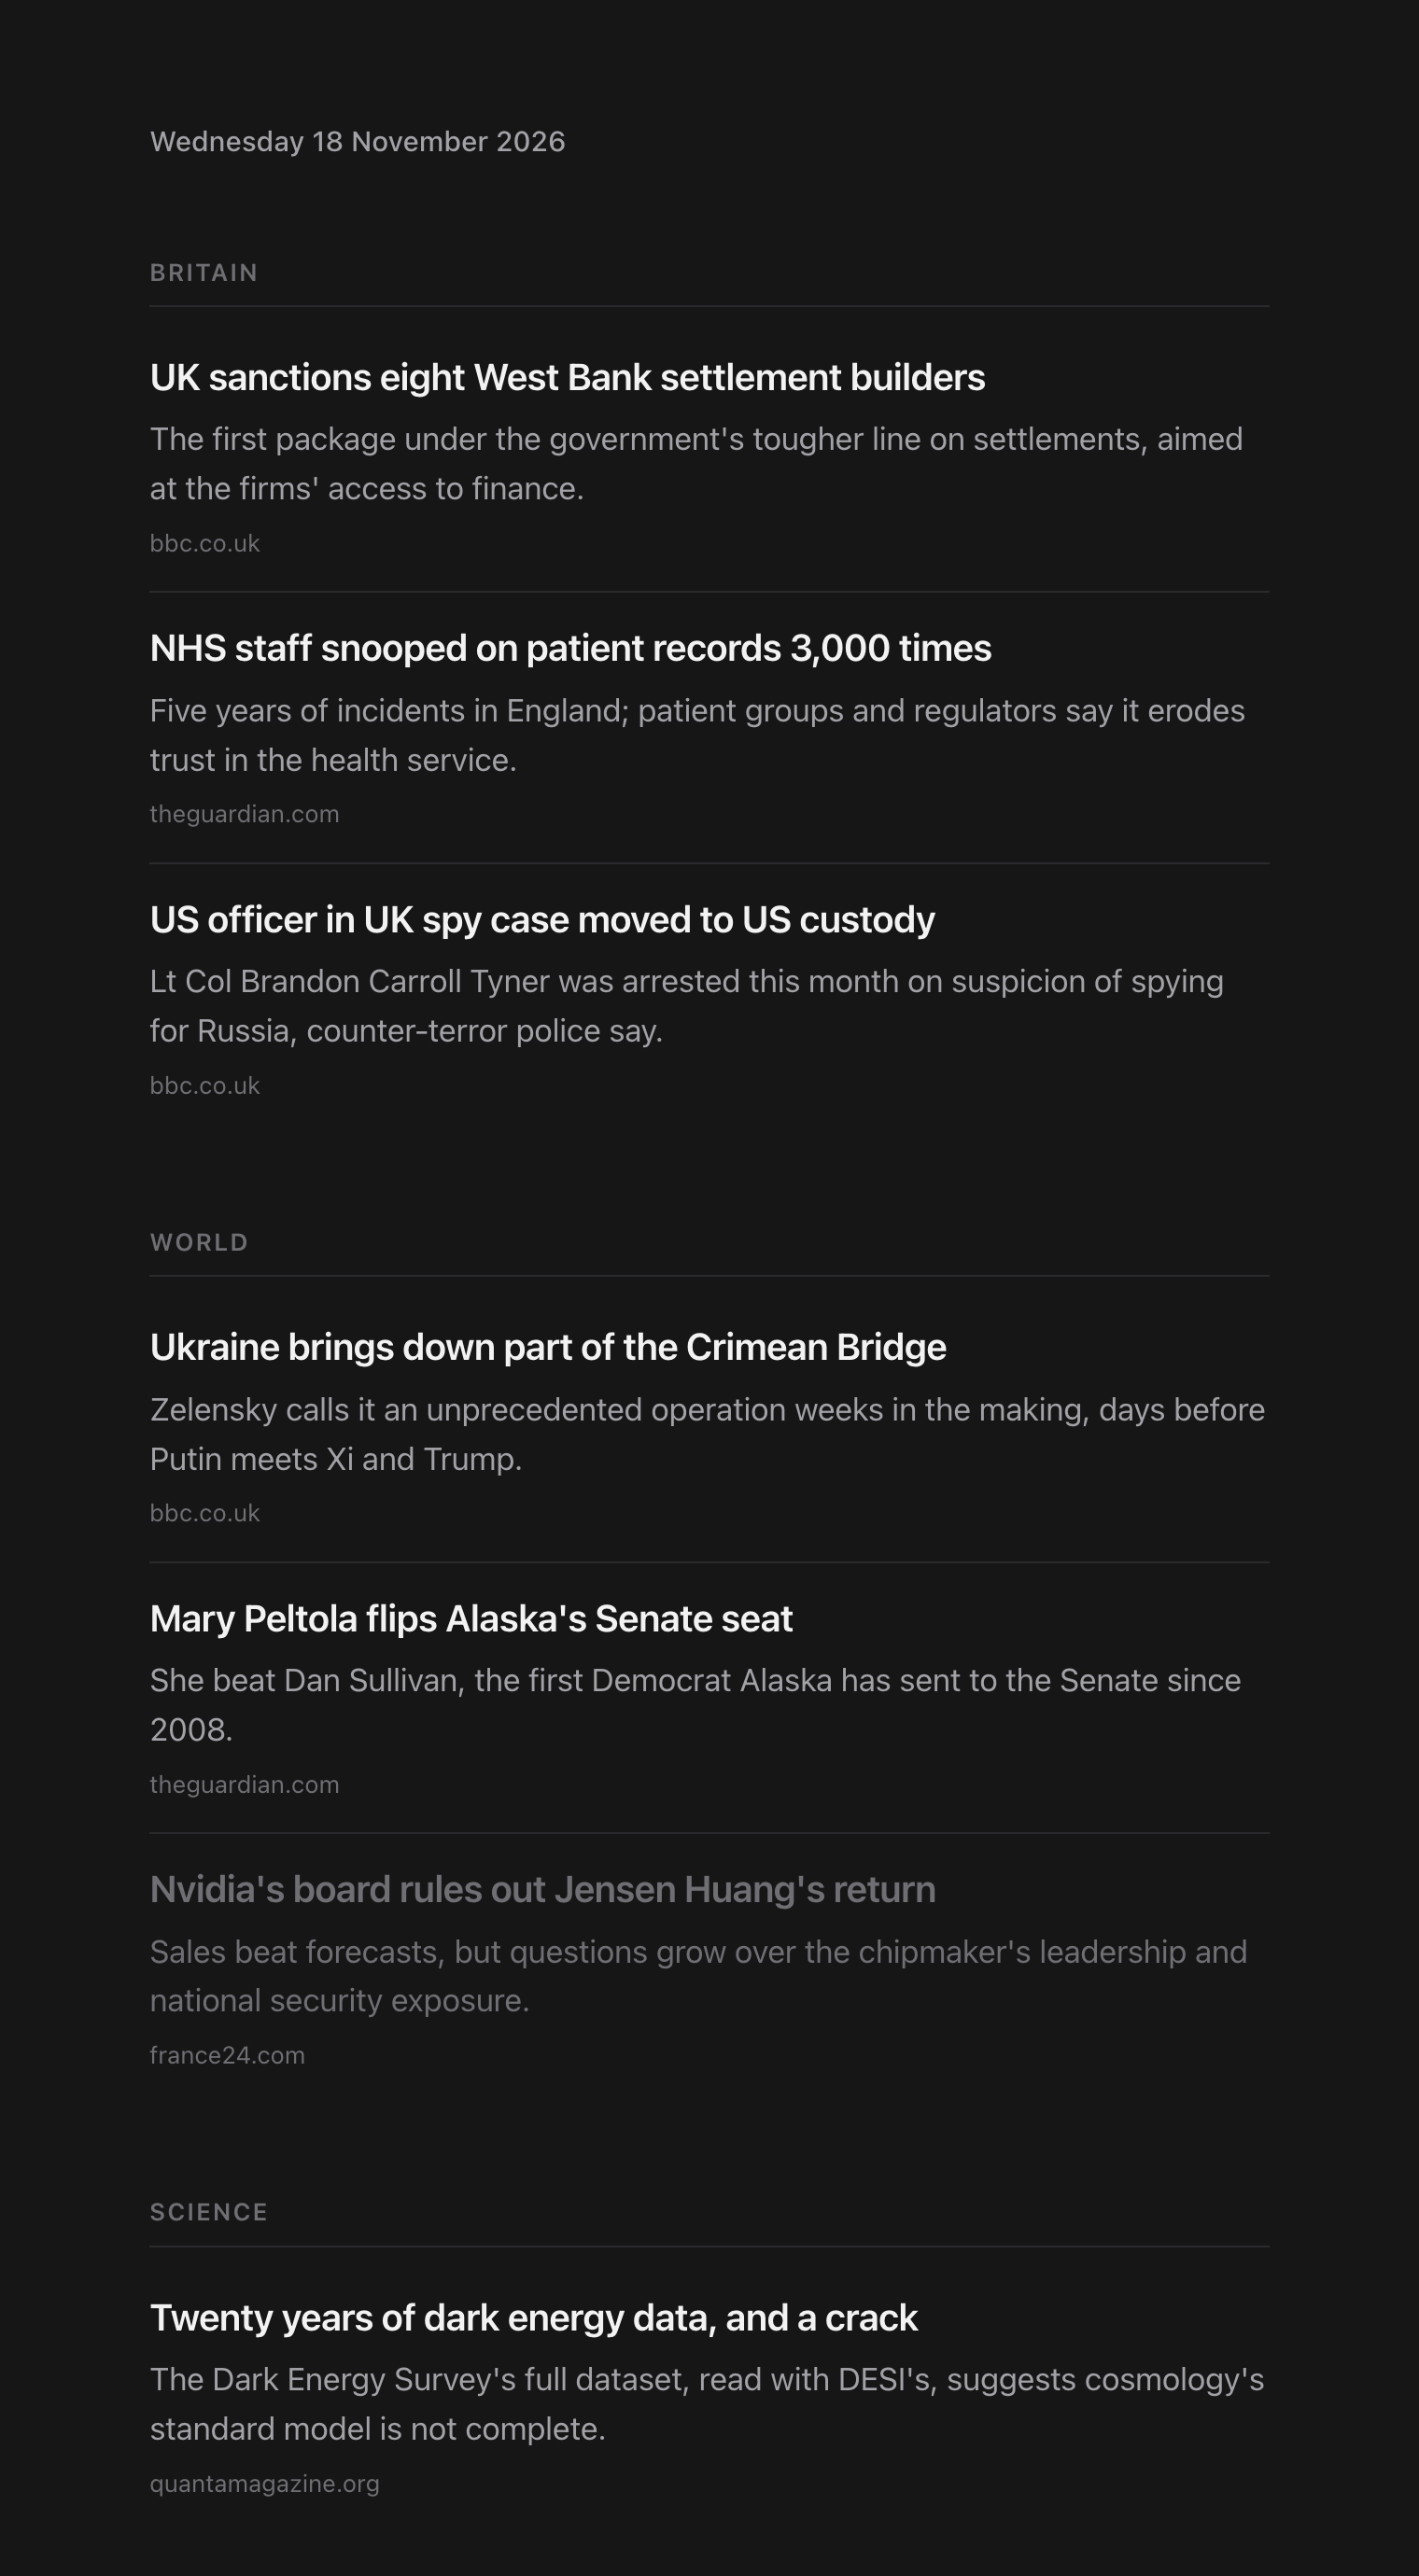 Wednesday 18 November 2026
BRITAIN
UK sanctions eight West Bank settlement builders
The first package under the government's tougher line on settlements, aimed
at the firms' access to finance.
bbc.co.uk
NHS staff snooped on patient records 3,000 times
Five years of incidents in England; patient groups and regulators say it erodes
trust in the health service.
theguardian.com
US officer in UK spy case moved to US custody
Lt Col Brandon Carroll Tyner was arrested this month on suspicion of spying
for Russia, counter-terror police say.
bbc.co.uk
WORLD
Ukraine brings down part of the Crimean Bridge
Zelensky calls it an unprecedented operation weeks in the making, days before
Putin meets Xi and Trump.
bbc.co.uk
Mary Peltola flips Alaska's Senate seat
She beat Dan Sullivan, the first Democrat Alaska has sent to the Senate since
2008.
theguardian.com
Nvidia's board rules out Jensen Huang's return
Sales beat forecasts, but questions grow over the chipmaker's leadership and
national security exposure.
france24.com
SCIENCE
Twenty years of dark energy data, and a crack
The Dark Energy Survey's full dataset, read with DESI's, suggests cosmology's
standard model is not complete.
quantamagazine.org